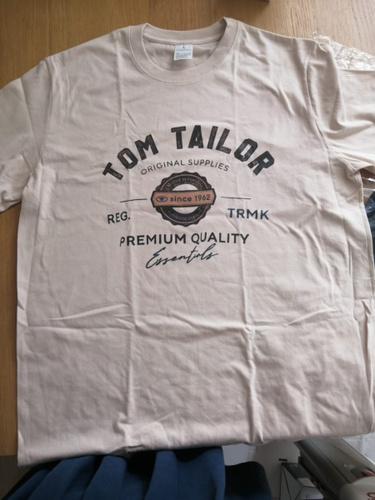 TOM TAILOR
ORIGINAL SUPPLIES
since 1962
REG. TRMK
PREMIUM QUALITY
Essentials